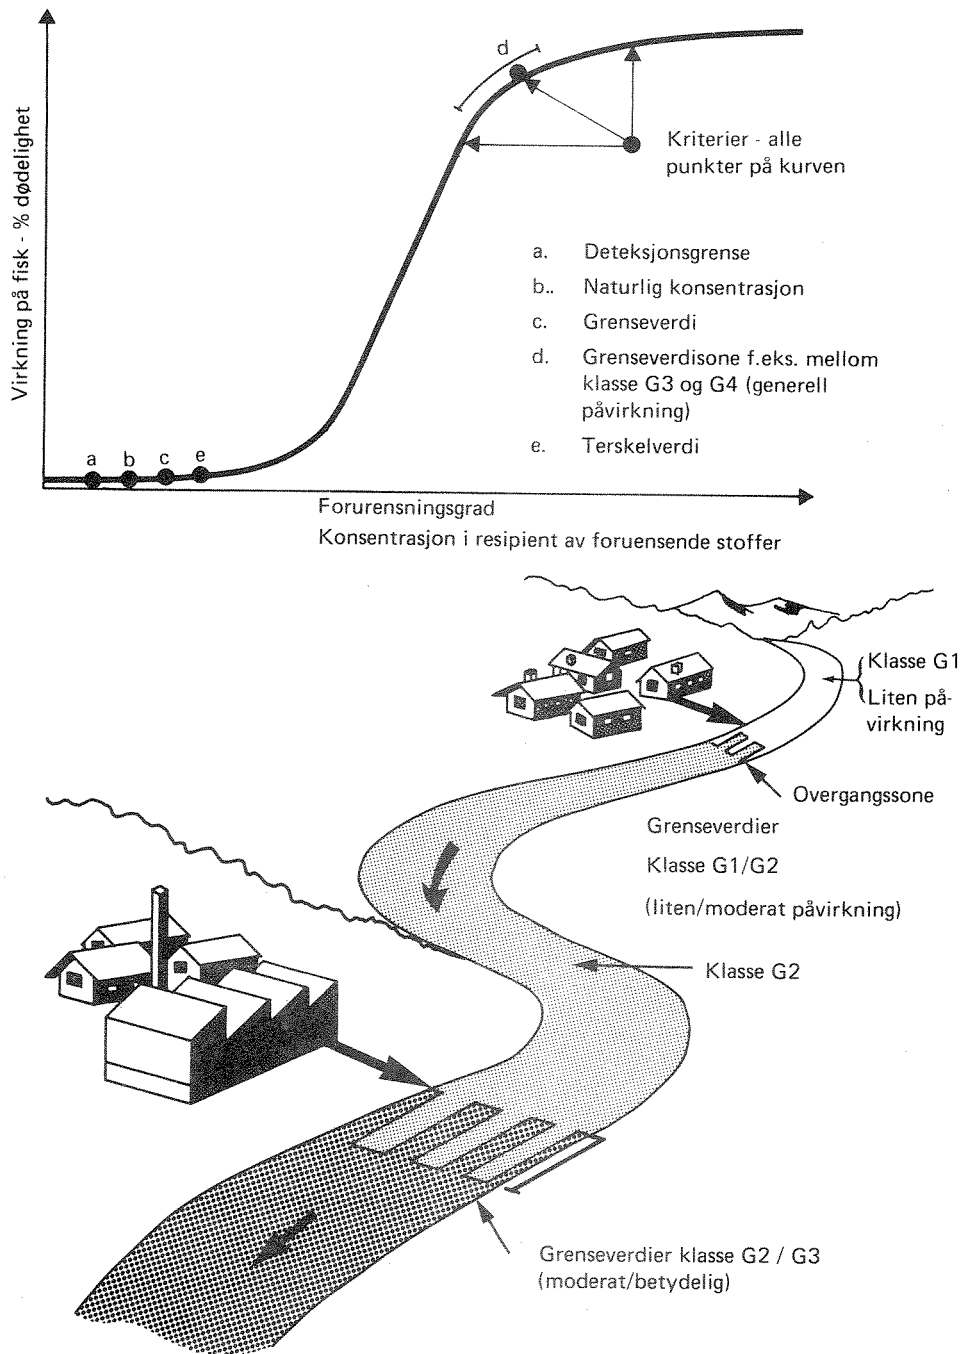 Virkning på fisk - % dødelighet
d
Kriterier - alle
punkter på kurven
a. Deteksjonsgrense
b.. Naturlig konsentrasjon
c. Grenseverdi
d. Grenseverdisone f.eks. mellom
klasse G3 og G4 (generell
påvirkning)
e. Terskelverdi
a b c e
Forurensningsgrad
Konsentrasjon i resipient av foruensende stoffer
Klasse G1
Liten på-
virkning
Overgangssone
Grenseverdier
Klasse G1/G2
(liten/moderat påvirkning)
Klasse G2
Grenseverdier klasse G2 / G3
(moderat/betydelig)